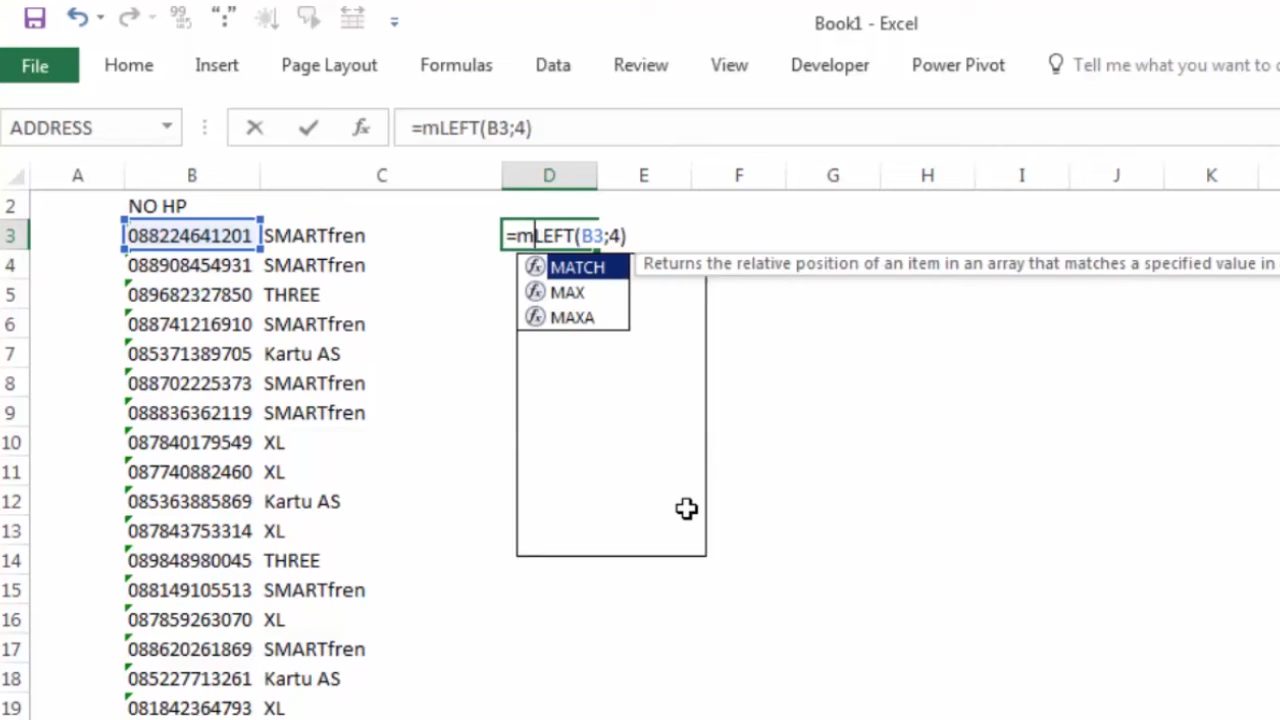 99
":"
Book1 - Excel
File Home Insert Page Layout Formulas Data Review View Developer Power Pivot Tell me what you want to
ADDRESS fx =mLEFT(B3;4)
A B C D E F G H I J K
2 NO HP
3 088224641201 SMARTfren =mLEFT(B3;4)
4 088908454931 SMARTfren fx MATCH Returns the relative position of an item in an array that matches a specified value in
5 089682327850 THREE fx MAX
6 088741216910 SMARTfren fx MAXA
7 085371389705 Kartu AS
8 088702225373 SMARTfren
9 088836362119 SMARTfren
10 087840179549 XL
11 087740882460 XL
12 085363885869 Kartu AS
13 087843753314 XL
14 089848980045 THREE
15 088149105513 SMARTfren
16 087859263070 XL
17 088620261869 SMARTfren
18 085227713261 Kartu AS
19 081842364793 XL